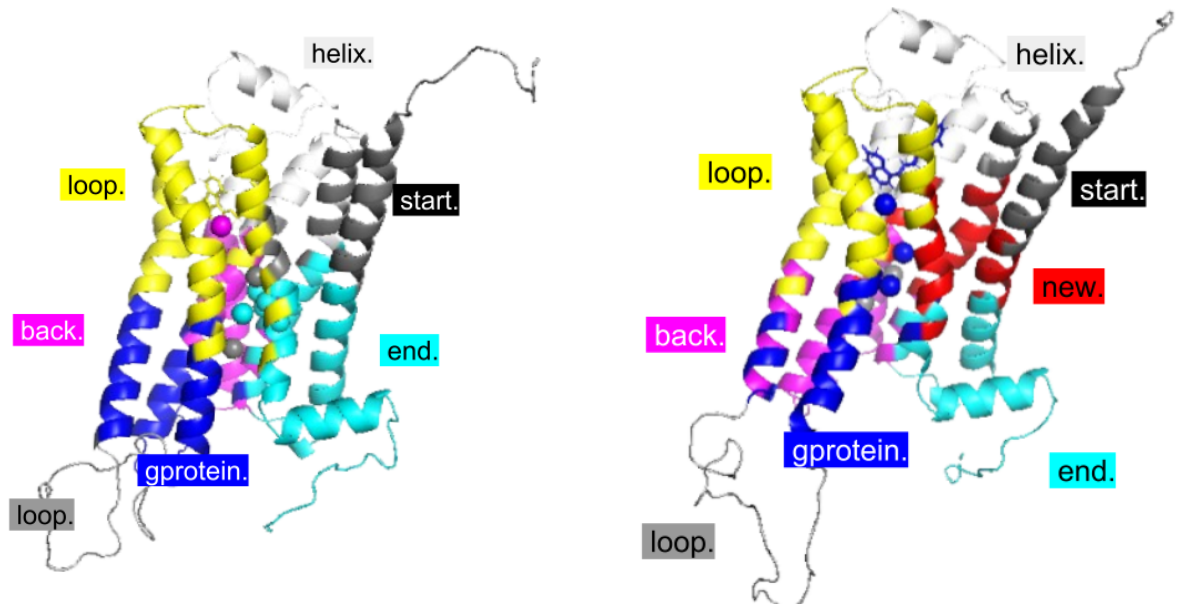 helix.
loop.
start.
back.
end.
gprotein.
loop.
helix.
loop.
start.
new.
back.
gprotein.
end.
loop.